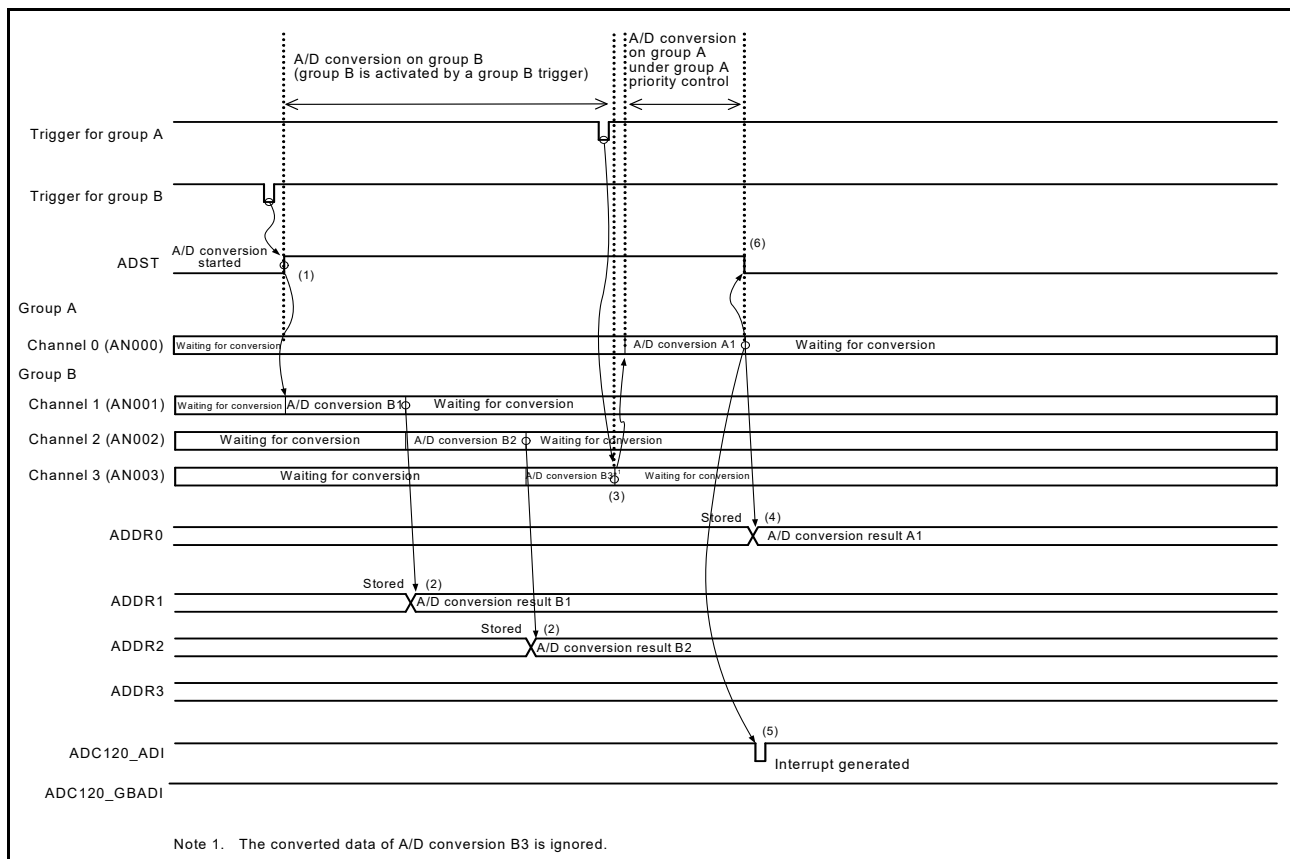 A/D conversion on group B
(group B is activated by a group B trigger)
A/D conversion
on group A
under group A
priority control
Trigger for group A
Trigger for group B
A/D conversion
started
ADST
(1)
(6)
Group A
Channel 0 (AN000)
Waiting for conversion
A/D conversion A1
Waiting for conversion
Group B
Channel 1 (AN001)
Waiting for conversion
A/D conversion B1
Waiting for conversion
Channel 2 (AN002)
Waiting for conversion
A/D conversion B2
Waiting for conversion
Channel 3 (AN003)
Waiting for conversion
A/D conversion B3*1
Waiting for conversion
(3)
Stored
(4)
ADDR0
A/D conversion result A1
Stored
(2)
ADDR1
A/D conversion result B1
Stored
(2)
ADDR2
A/D conversion result B2
ADDR3
(5)
ADC120_ADI
Interrupt generated
ADC120_GBADI
Note 1. The converted data of A/D conversion B3 is ignored.